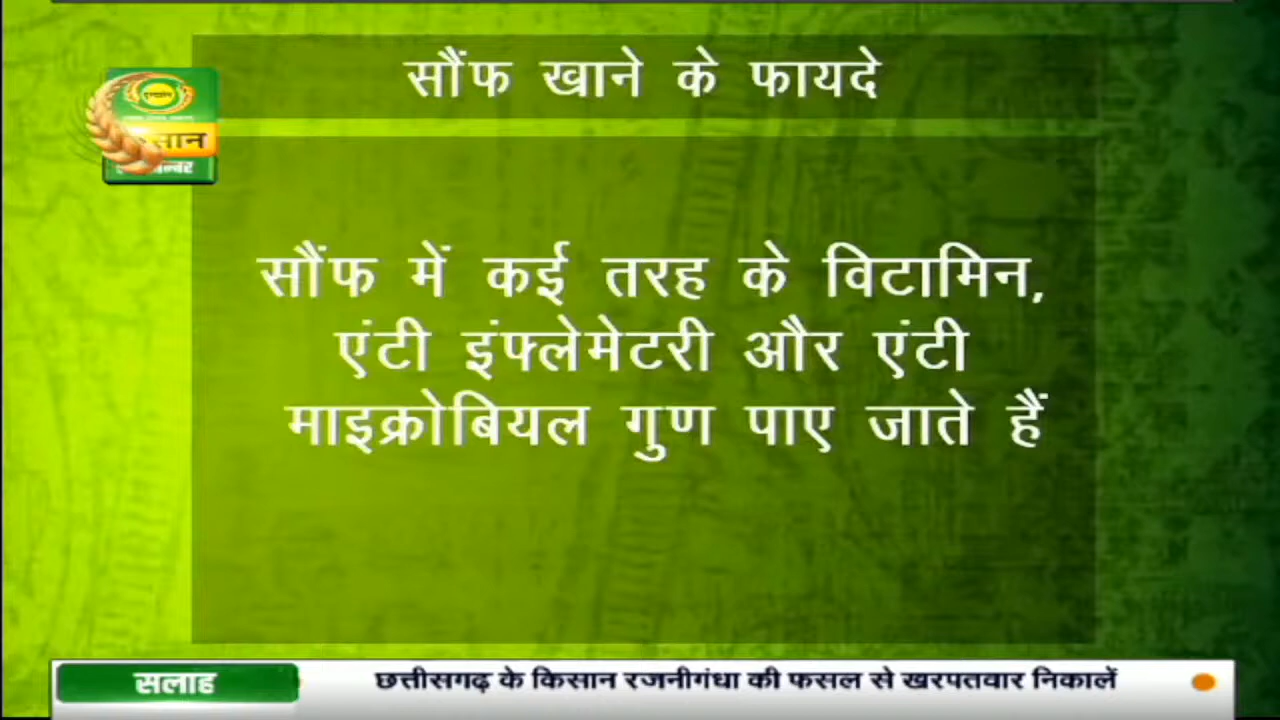 सौंफ खाने के फायदे
सान
सौंफ में कई तरह के विटामिन,
एंटी इंफ्लेमेटरी और एंटी
माइक्रोबियल गुण पाए जाते हैं
सलाह
छत्तीसगढ़ के किसान रजनीगंधा की फसल से खरपतवार निकालें